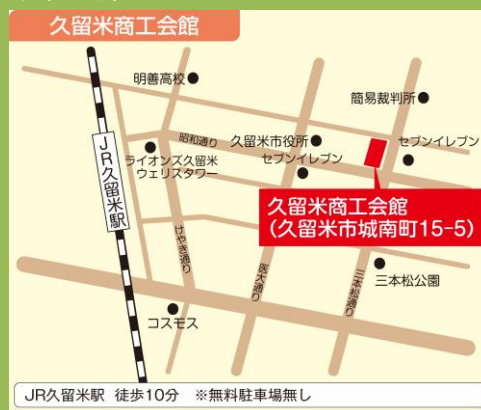 久留米商工会館
明善高校
簡易裁判所
昭和通り
久留米市役所
セブンイレブン
ライオンズ久留米
ウェリスタワー
セブンイレブン
JR久留米駅
久留米商工会館
(久留米市城南町15-5)
けやき通り
医大通り
三本松通り
三本松公園
コスモス
JR久留米駅 徒歩10分 ※無料駐車場無し